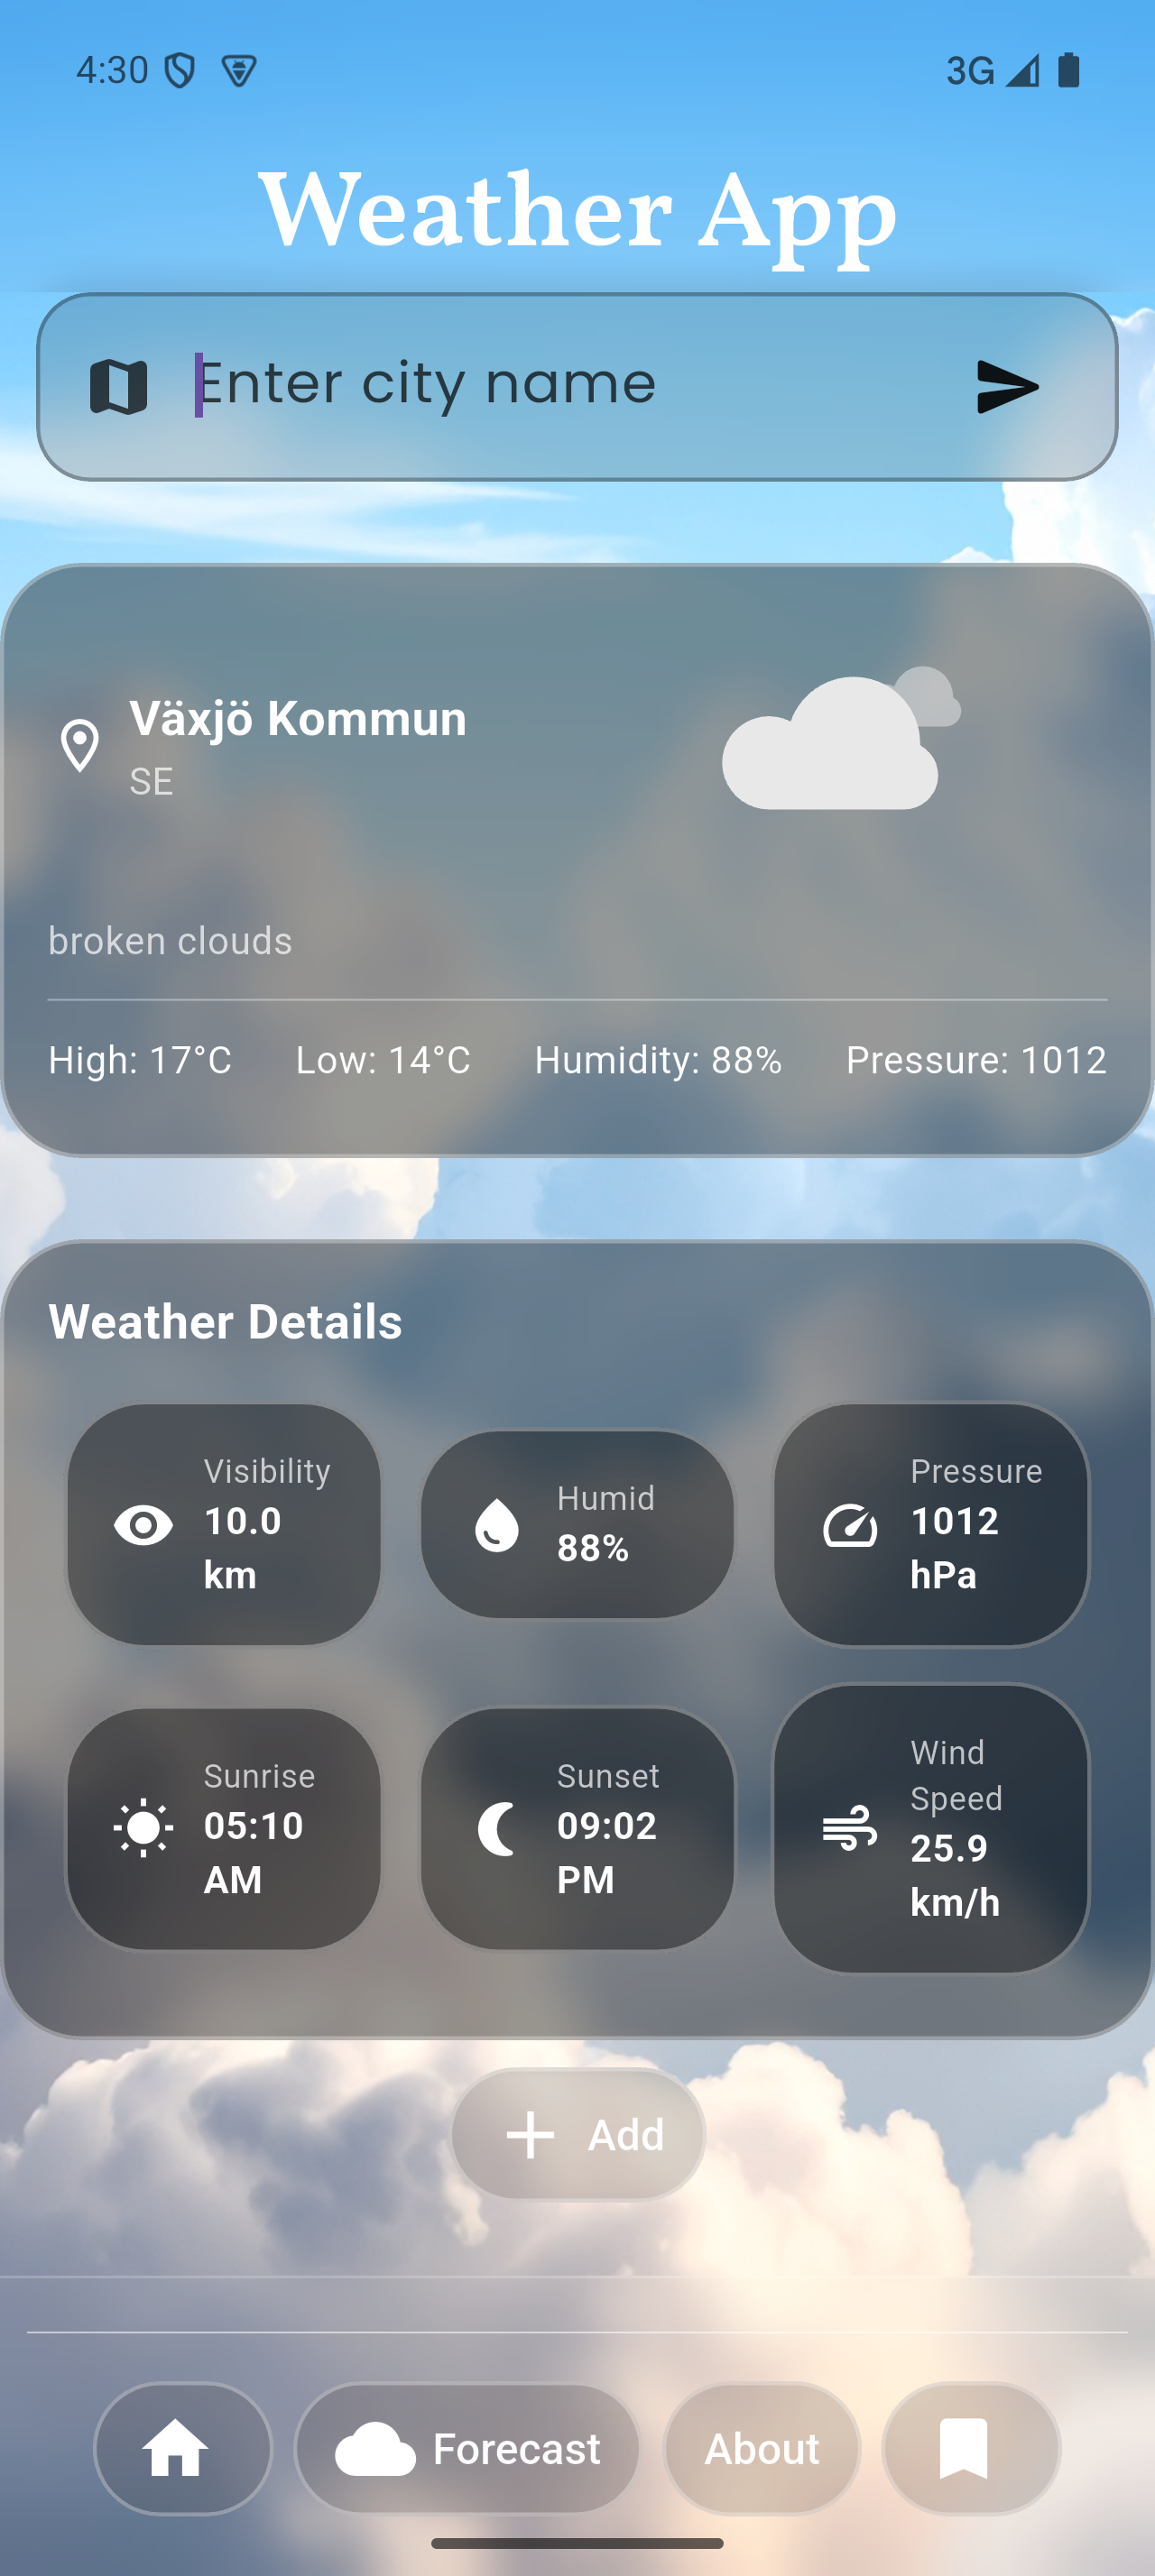 4:30 3G
Weather App
Enter city name
Växjö Kommun
SE
broken clouds
High: 17°C Low: 14°C Humidity: 88% Pressure: 1012
Weather Details
Visibility
10.0
km
Humid
88%
Pressure
1012
hPa
Sunrise
05:10
AM
Sunset
09:02
PM
Wind
Speed
25.9
km/h
Add
Forecast About